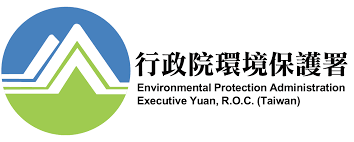 行政院環境保護署
Environmental Protection Administration
Executive Yuan, R.O.C. (Taiwan)